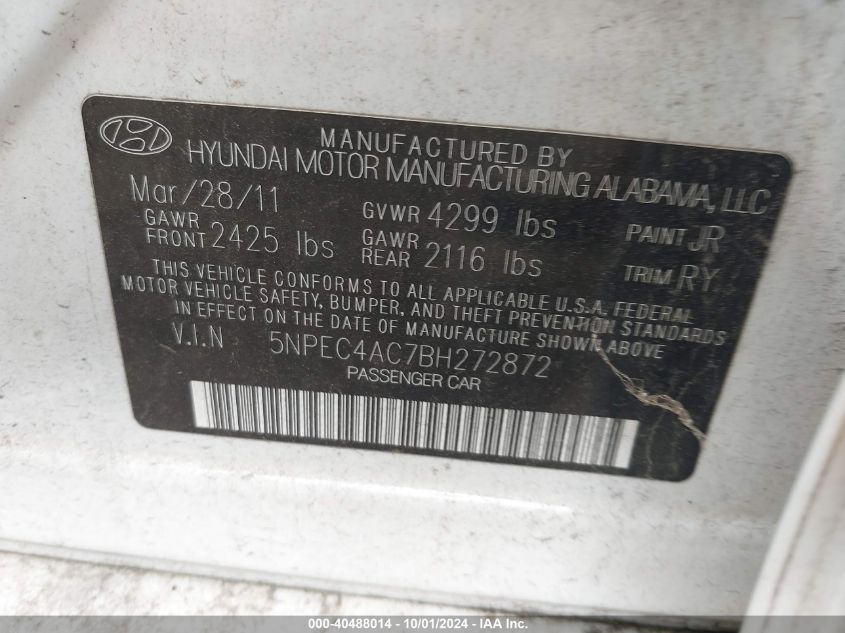 MANUFACTURED BY
HYUNDAI MOTOR MANUFACTURING ALABAMA, LLC
Mar/28/11 GVWR 4299 lbs PAINT JR
GAWR FRONT 2425 lbs GAWR REAR 2116 lbs TRIM RY
THIS VEHICLE CONFORMS TO ALL APPLICABLE U.S.A. FEDERAL
MOTOR VEHICLE SAFETY, BUMPER, AND THEFT PREVENTION STANDARDS
IN EFFECT ON THE DATE OF MANUFACTURE SHOWN ABOVE
V.I.N 5NPEC4AC7BH272872
PASSENGER CAR
000-40488014 - 10/01/2024 - IAA Inc.